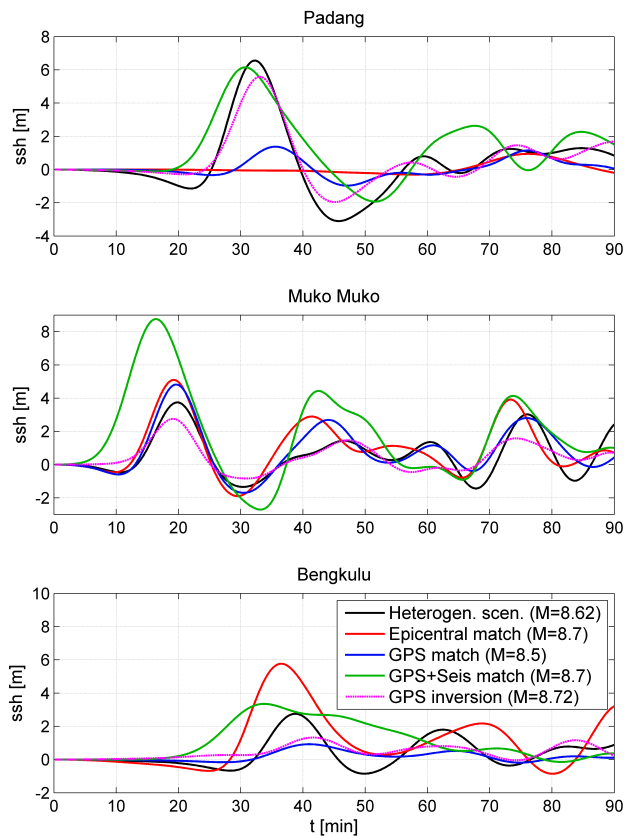 Padang
8
6
4
2
0
-2
-4
ssh [m]
0 10 20 30 40 50 60 70 80 90
Muko Muko
8
6
4
2
0
-2
ssh [m]
0 10 20 30 40 50 60 70 80 90
Bengkulu
10
8
6
4
2
0
-2
ssh [m]
Heterogen. scen. (M=8.62)
Epicentral match (M=8.7)
GPS match (M=8.5)
GPS+Seis match (M=8.7)
GPS inversion (M=8.72)
0 10 20 30 40 50 60 70 80 90
t [min]